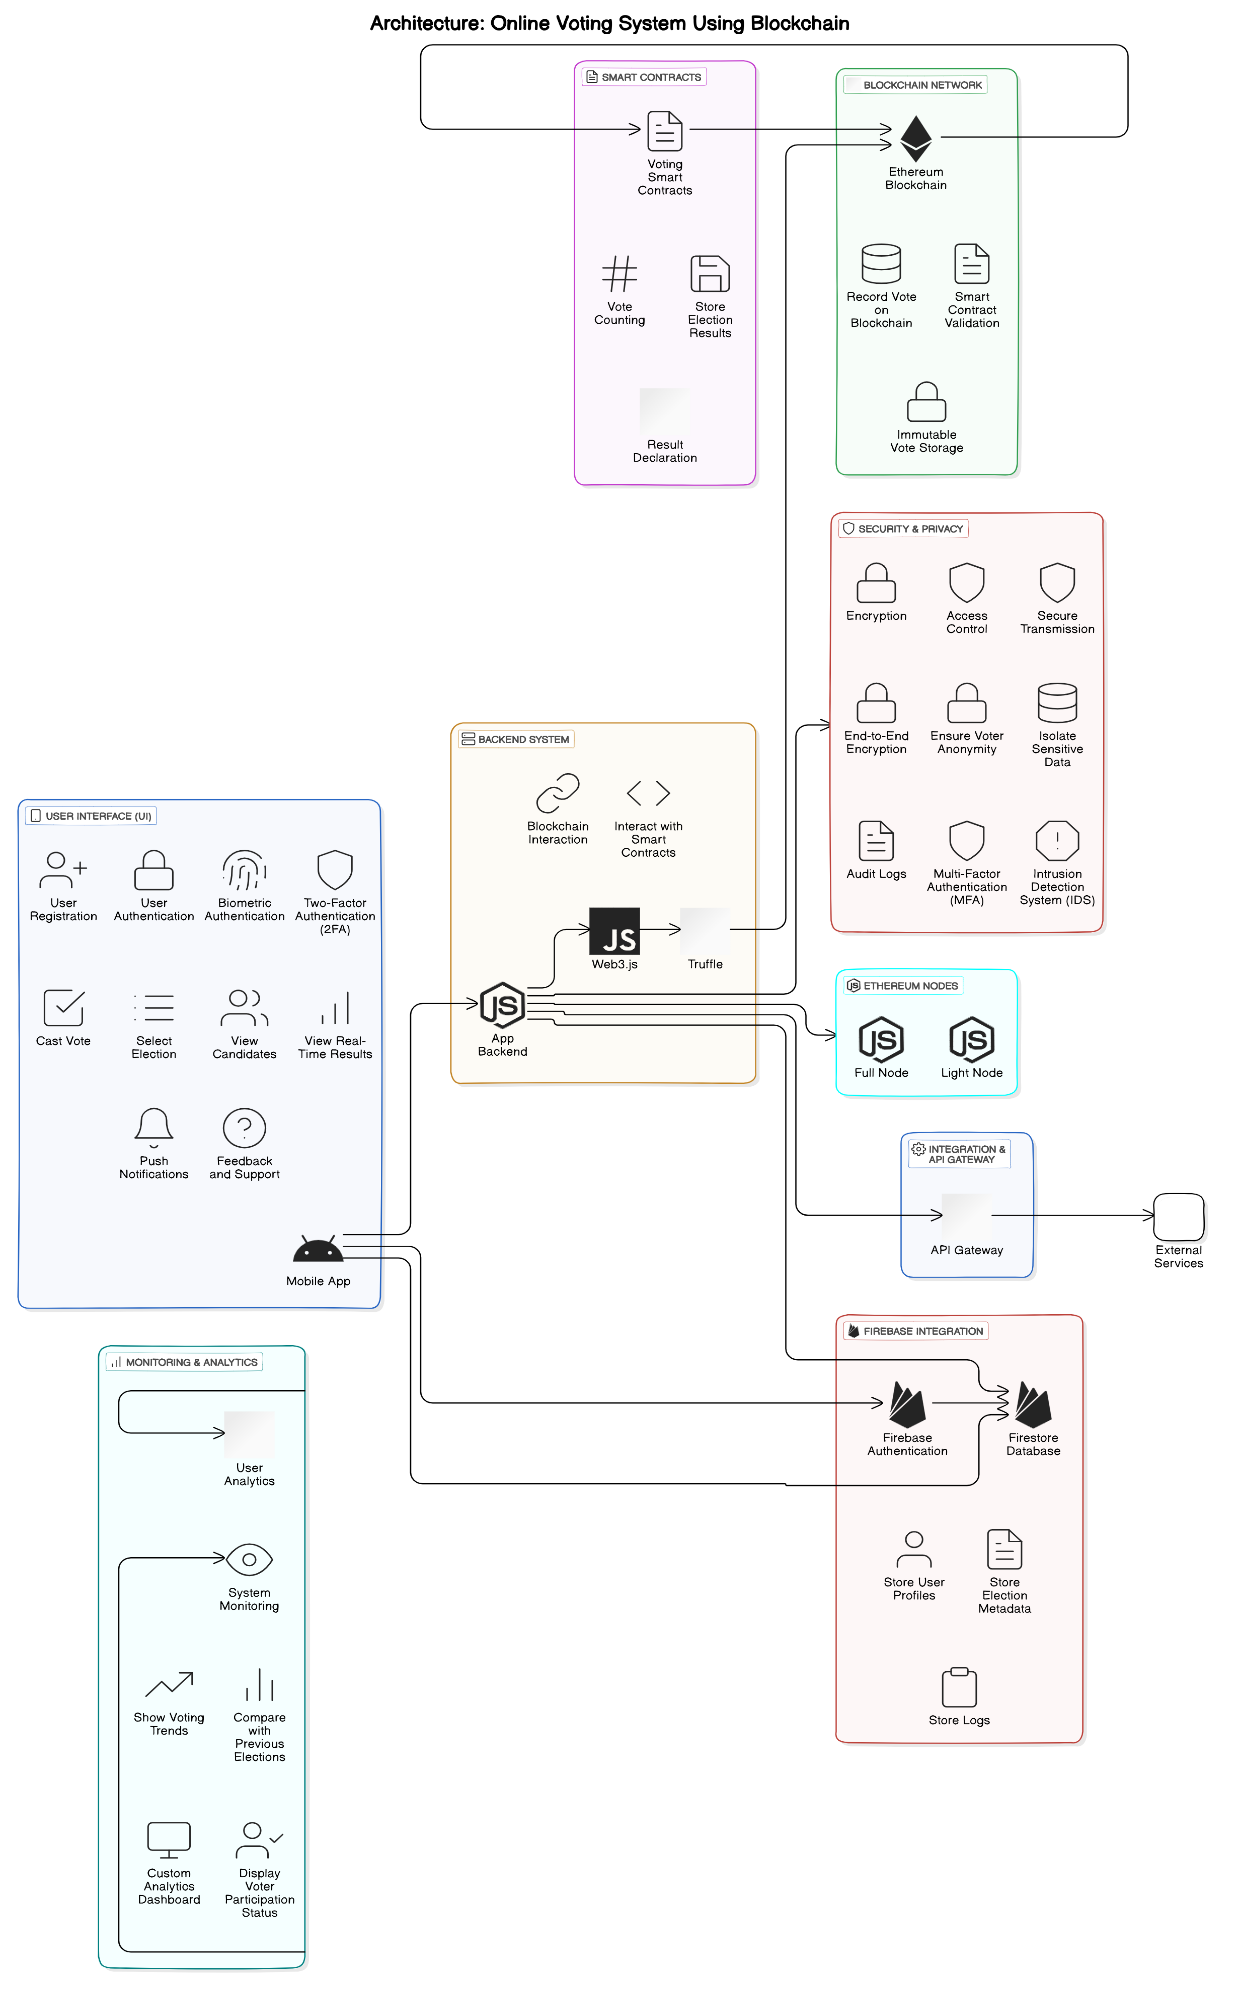 Architecture: Online Voting System Using Blockchain
SMART CONTRACTS
Voting
Smart
Contracts
Vote
Counting
Store
Election
Results
Result
Declaration
BLOCKCHAIN NETWORK
Ethereum
Blockchain
Record Vote
on
Blockchain
Smart
Contract
Validation
Immutable
Vote Storage
SECURITY & PRIVACY
Encryption
Access
Control
Secure
Transmission
End-to-End
Encryption
Ensure Voter
Anonymity
Isolate
Sensitive
Data
Audit Logs
Multi-Factor
Authentication
(MFA)
Intrusion
Detection
System (IDS)
BACKEND SYSTEM
Blockchain
Interaction
Interact with
Smart
Contracts
JS
Web3.js
Truffle
JS
App
Backend
USER INTERFACE (UI)
User
Registration
User
Authentication
Biometric
Authentication
Two-Factor
Authentication
(2FA)
Cast Vote
Select
Election
View
Candidates
View Real-
Time Results
Push
Notifications
Feedback
and Support
Mobile App
ETHEREUM NODES
JS
Full Node
JS
Light Node
INTEGRATION &
API GATEWAY
API Gateway
External
Services
FIREBASE INTEGRATION
Firebase
Authentication
Firestore
Database
Store User
Profiles
Store
Election
Metadata
Store Logs
MONITORING & ANALYTICS
User
Analytics
System
Monitoring
Show Voting
Trends
Compare
with
Previous
Elections
Custom
Analytics
Dashboard
Display
Voter
Participation
Status